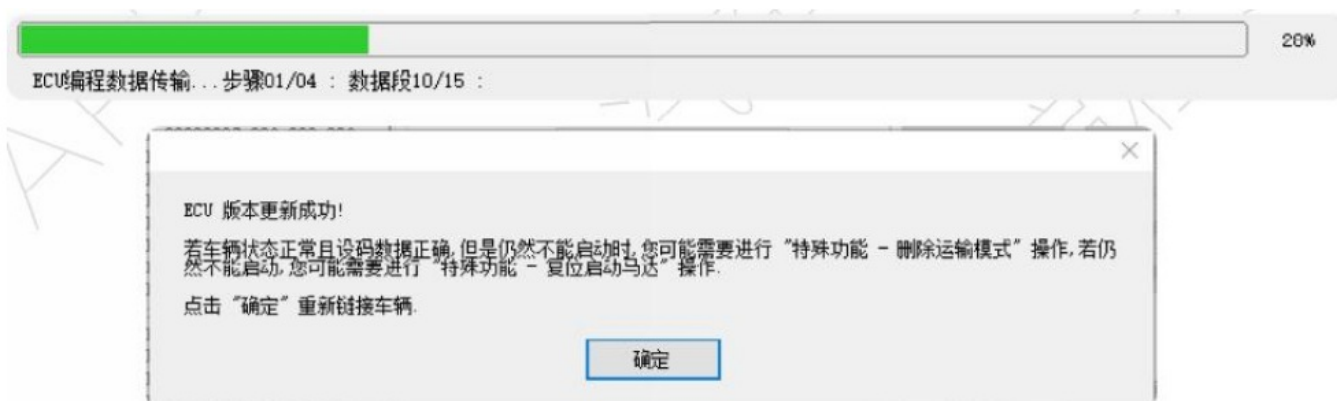 28%
ECU编程数据传输...步骤01/04 : 数据段10/15 :
ECU 版本更新成功!
若车辆状态正常且设码数据正确,但是仍然不能启动时,您可能需要进行 "特殊功能 - 删除运输模式" 操作,若仍
然不能启动,您可能需要进行 "特殊功能 - 复位启动马达" 操作.
点击 "确定" 重新链接车辆.
确定